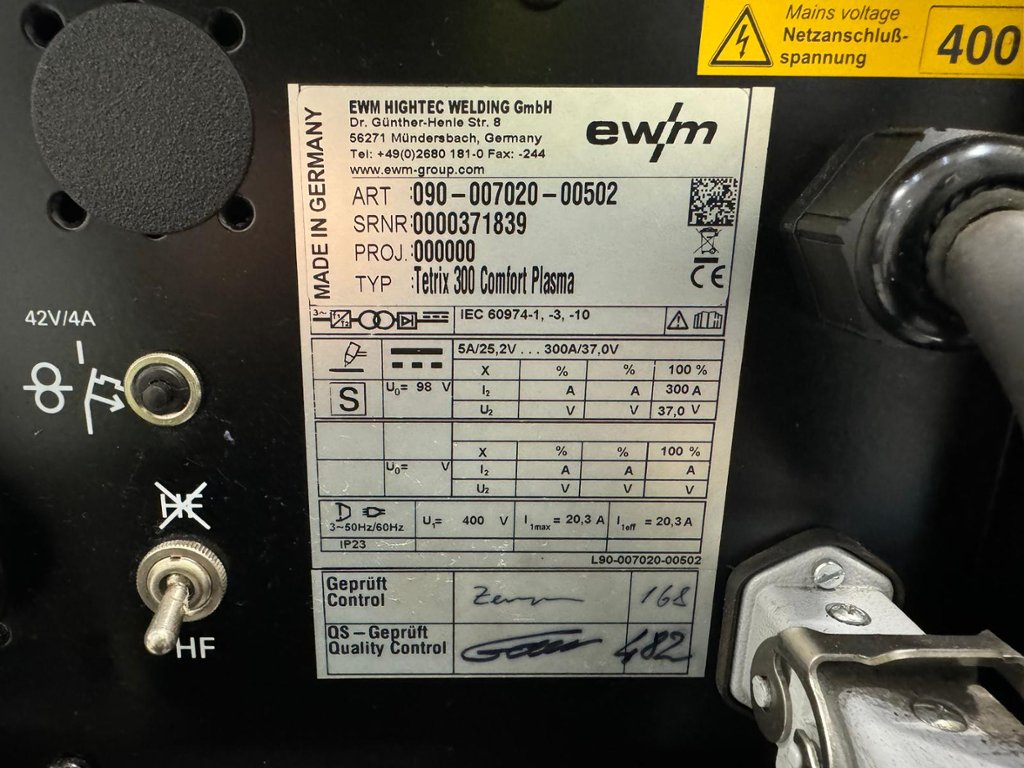 Mains voltage
Netzanschluß-
spannung
400
MADE IN GERMANY
EWM HIGHTEC WELDING GmbH
Dr. Günther-Henle Str. 8
56271 Mündersbach, Germany
Tel: +49(0)2680 181-0 Fax: -244
www.ewm-group.com
ewm
ART :090-007020-00502
SRNR:0000371839
PROJ.:000000
TYP :Tetrix 300 Comfort Plasma
CE
3~ f1/f2 IEC 60974-1, -3, -10
5A/25,2V ... 300A/37,0V
X % % 100 %
S U0= 98 V I2 A A 300 A
U2 V V 37,0 V
X % % 100 %
U0= V I2 A A A
U2 V V V
3~50Hz/60Hz U1= 400 V I1max = 20,3 A I1eff = 20,3 A
IP23
L90-007020-00502
Geprüft
Control
168
QS – Geprüft
Quality Control
482
42V/4A
HF
HF